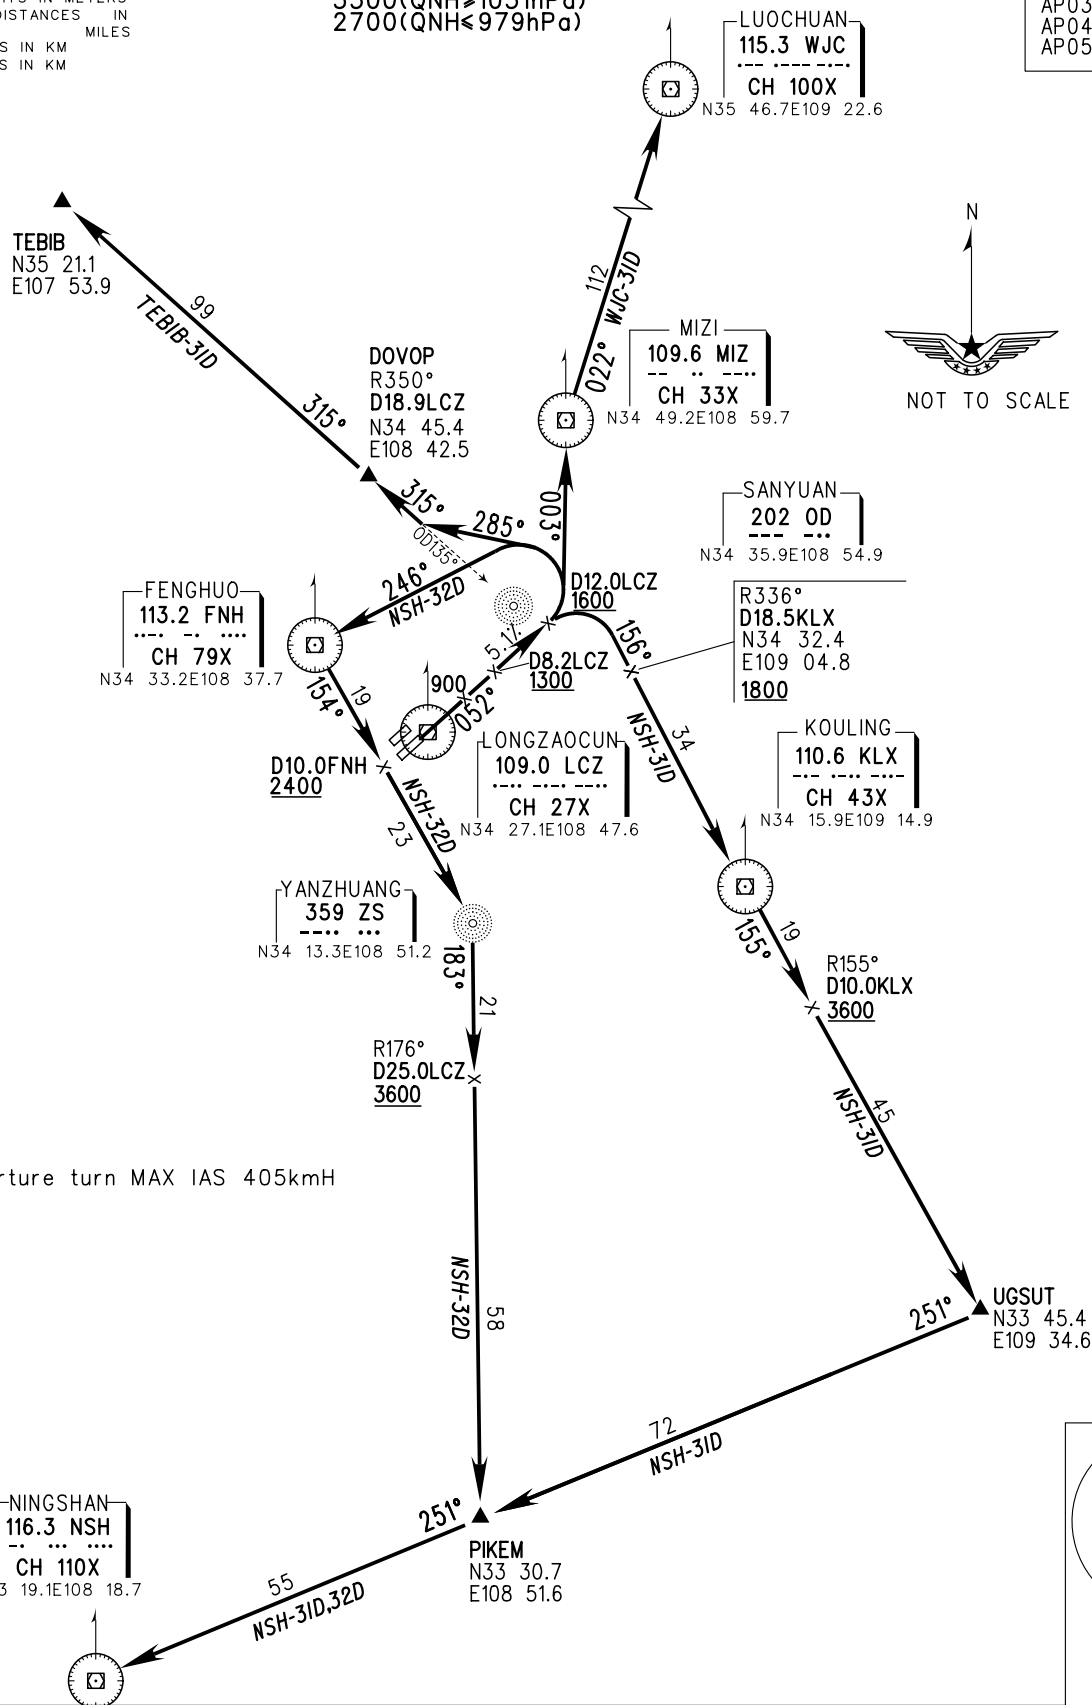 DISTANCES IN
MILES
S IN KM
S IN KM
2700(QNH≤979hPa)
AP03
AP04
AP05
LUOCHUAN
115.3 WJC
CH 100X
N35 46.7E109 22.6
TEBIB
N35 21.1
E107 53.9
99
TEBIB-31D
315°
112
WJC-31D
022°
N
NOT TO SCALE
MIZI
109.6 MIZ
CH 33X
N34 49.2E108 59.7
DOVOP
R350°
D18.9LCZ
N34 45.4
E108 42.5
315°
285°
003°
OD135°
246°
NSH-32D
SANYUAN
202 OD
N34 35.9E108 54.9
FENGHUO
113.2 FNH
CH 79X
N34 33.2E108 37.7
D12.0LCZ
1600
156°
R336°
D18.5KLX
N34 32.4
E109 04.8
1800
5.1%
D8.2LCZ
1300
900
052°
154°
19
D10.0FNH
2400
LONGZAOCUN
109.0 LCZ
CH 27X
N34 27.1E108 47.6
34
NSH-31D
KOULING
110.6 KLX
CH 43X
N34 15.9E109 14.9
NSH-32D
23
YANZHUANG
359 ZS
N34 13.3E108 51.2
183°
21
155°
19
R155°
D10.0KLX
3600
R176°
D25.0LCZ
3600
45
NSH-31D
rture turn MAX IAS 405kmH
NSH-32D
58
UGSUT
N33 45.4
E109 34.6
251°
72
NSH-31D
251°
PIKEM
N33 30.7
E108 51.6
NINGSHAN
116.3 NSH
CH 110X
3 19.1E108 18.7
55
NSH-31D,32D